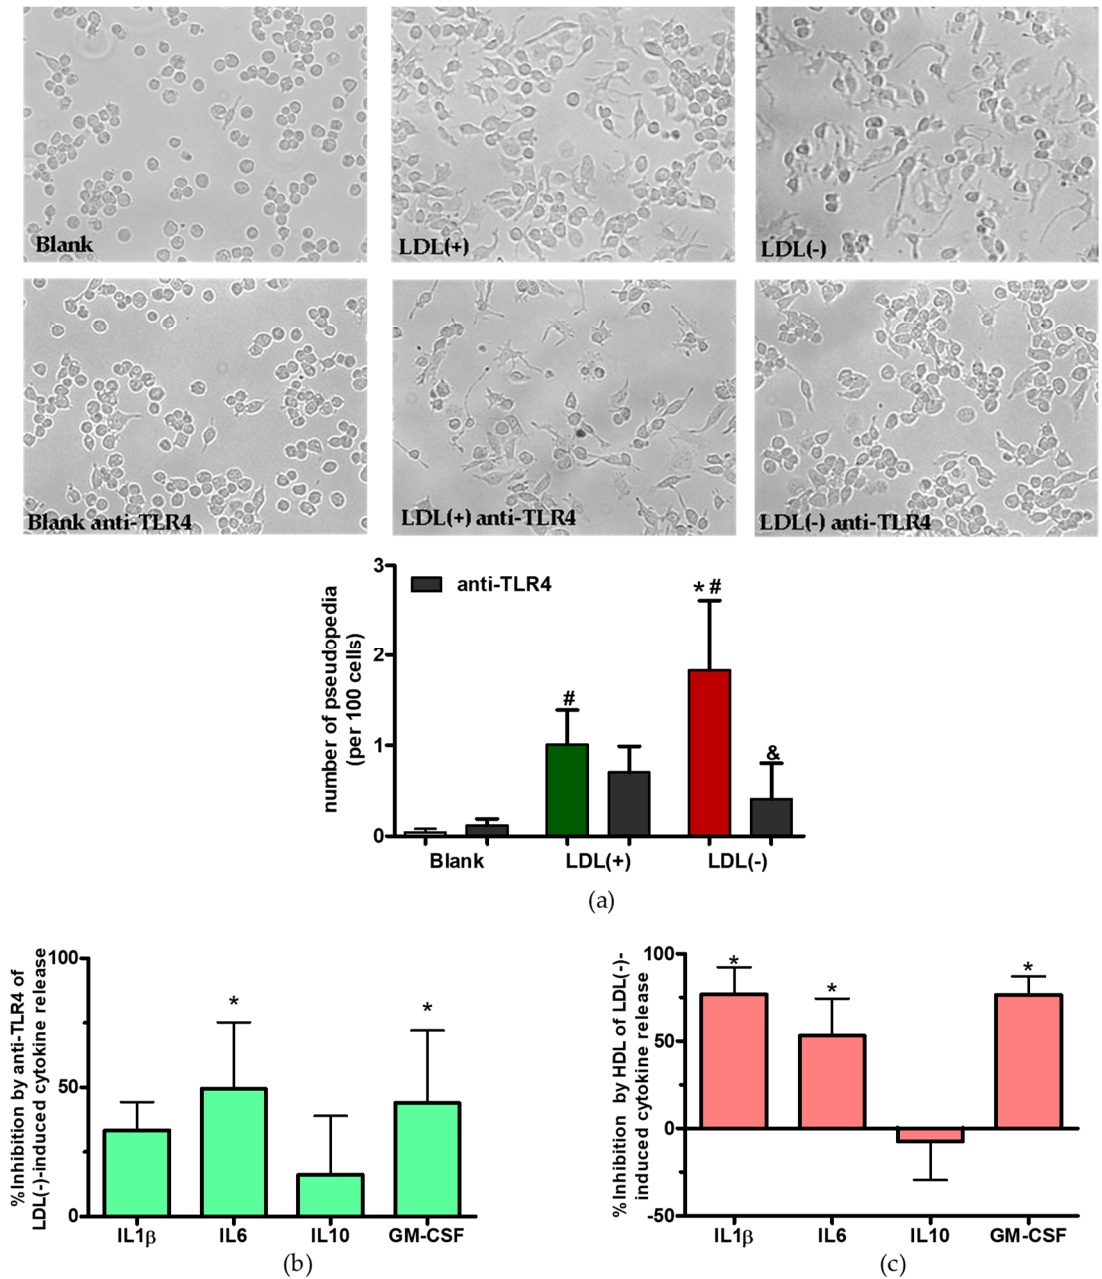 Blank
LDL(+)
LDL(-)
Blank anti-TLR4
LDL(+) anti-TLR4
LDL(-) anti-TLR4
number of pseudopedia
(per 100 cells)
3
2
1
0
anti-TLR4
#
* #
&
Blank
LDL(+)
LDL(-)
(a)
%Inhibition by anti-TLR4 of
LDL(-)-induced cytokine release
100
50
0
*
*
IL1β
IL6
IL10
GM-CSF
(b)
%Inhibition by HDL of LDL(-)-
induced cytokine release
100
50
0
-50
*
*
*
IL1β
IL6
IL10
GM-CSF
(c)